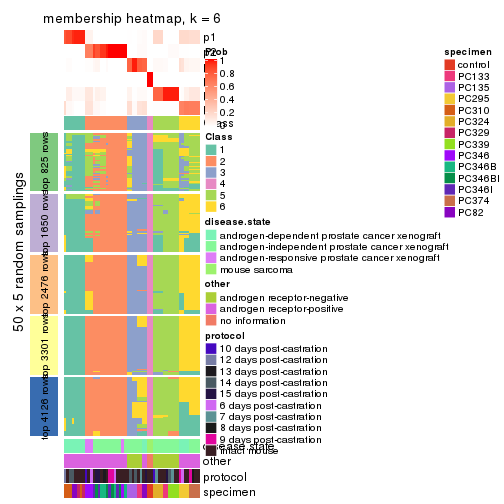 membership heatmap, k = 6
p1
p2
Prob
1
0.8
0.6
0.4
0.2
0
Class
1
2
3
4
5
6
50 x 5 random samplings
top 825 rows
top 1650 rows
top 2476 rows
top 3301 rows
top 4126 rows
disease.state
androgen-dependent prostate cancer xenograft
androgen-independent prostate cancer xenograft
androgen-responsive prostate cancer xenograft
mouse sarcoma
other
androgen receptor-negative
androgen receptor-positive
no information
protocol
10 days post-castration
12 days post-castration
13 days post-castration
14 days post-castration
15 days post-castration
6 days post-castration
7 days post-castration
8 days post-castration
9 days post-castration
intact mouse
disease.state
other
protocol
specimen
specimen
control
PC133
PC135
PC295
PC310
PC324
PC329
PC339
PC346
PC346B
PC346BI
PC346I
PC374
PC82